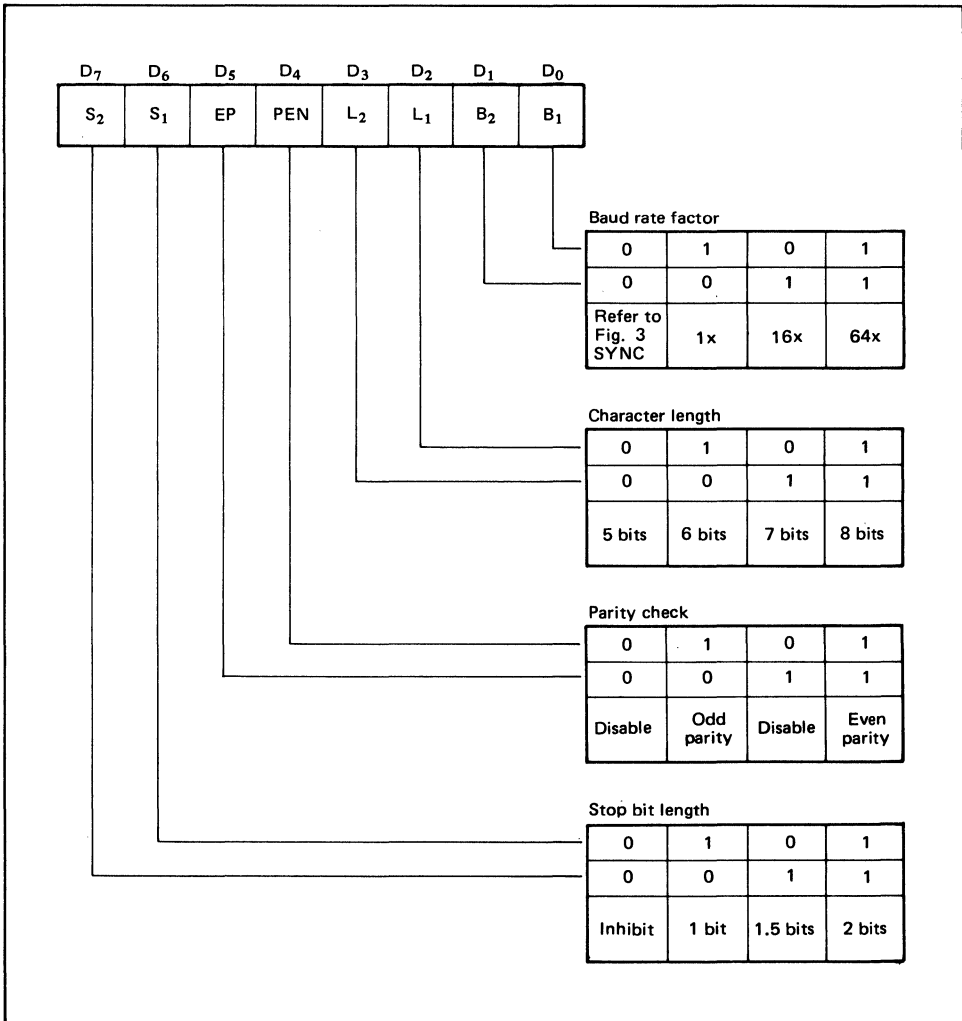 D7 D6 D5 D4 D3 D2 D1 D0
S2 S1 EP PEN L2 L1 B2 B1
Baud rate factor
0 1 0 1
0 0 1 1
Refer to Fig. 3 SYNC 1x 16x 64x
Character length
0 1 0 1
0 0 1 1
5 bits 6 bits 7 bits 8 bits
Parity check
0 1 0 1
0 0 1 1
Disable Odd parity Disable Even parity
Stop bit length
0 1 0 1
0 0 1 1
Inhibit 1 bit 1.5 bits 2 bits